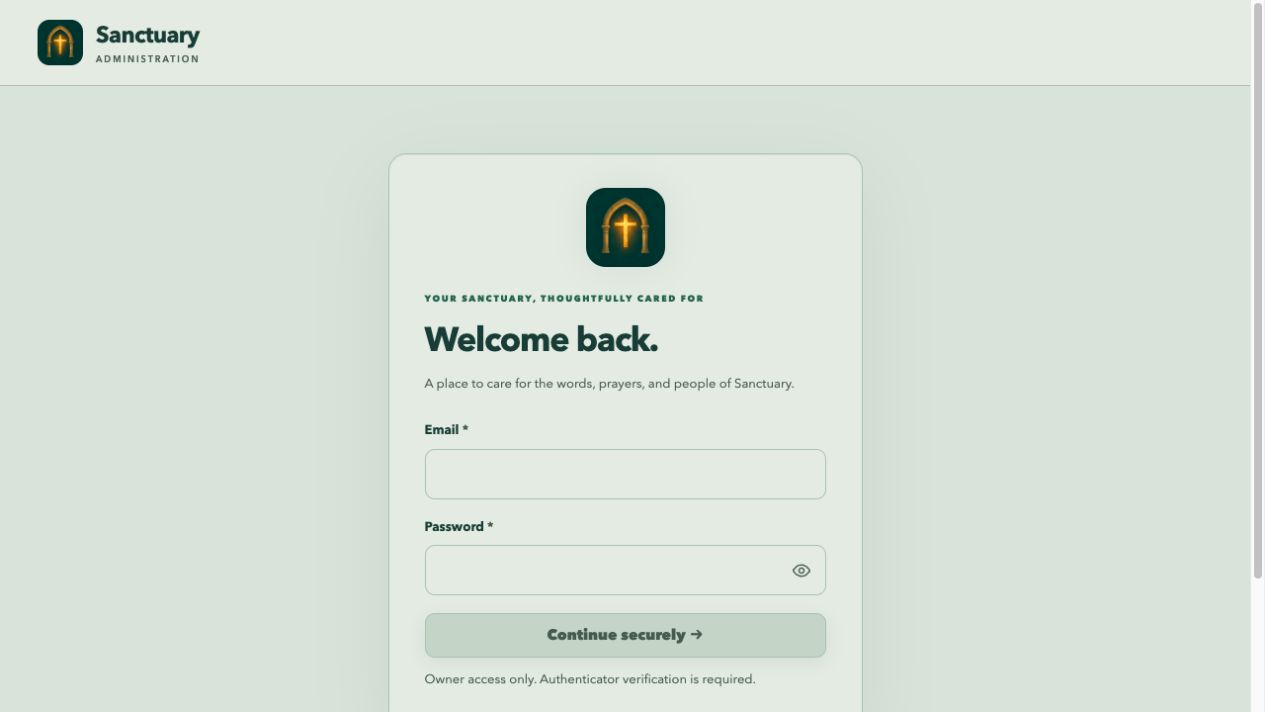 Sanctuary
ADMINISTRATION
YOUR SANCTUARY, THOUGHTFULLY CARED FOR
Welcome back.
A place to care for the words, prayers, and people of Sanctuary.
Email *
Password *
Continue securely →
Owner access only. Authenticator verification is required.